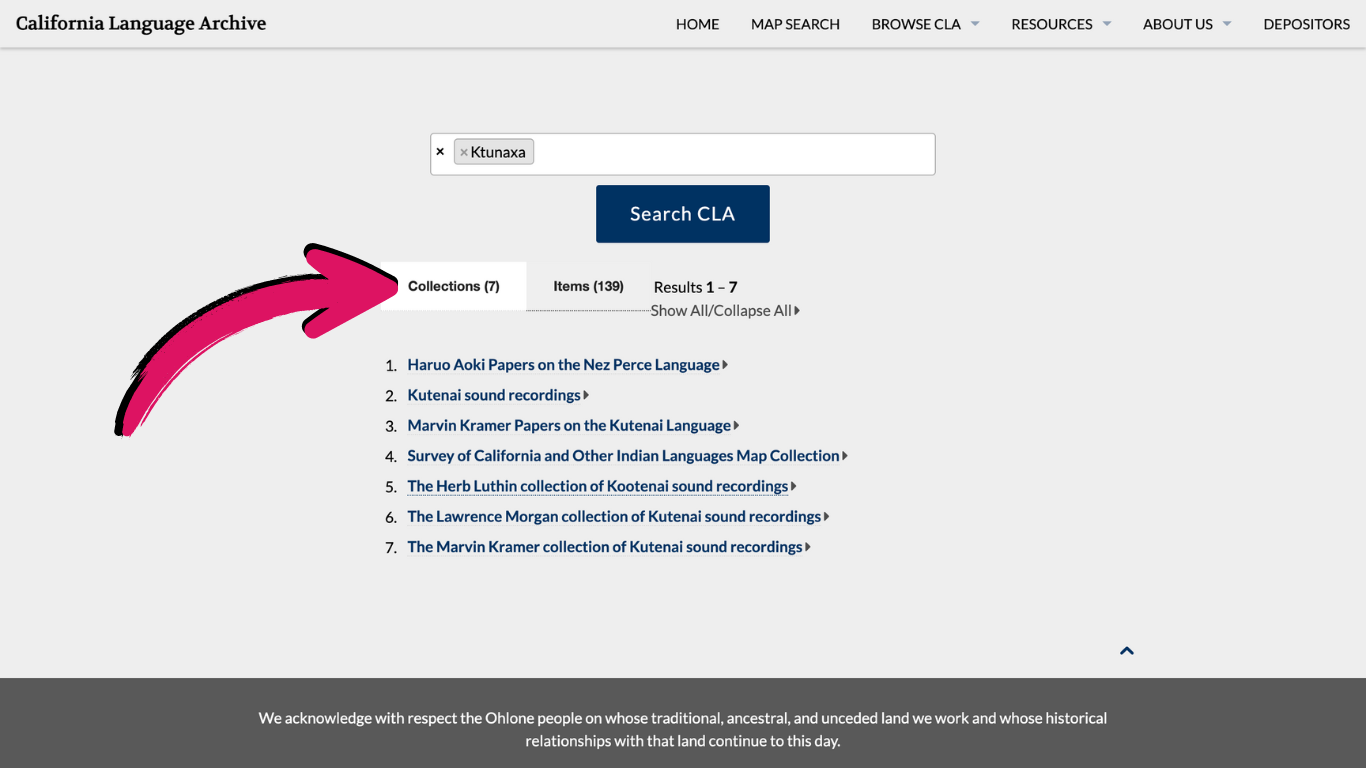 California Language Archive
HOME MAP SEARCH BROWSE CLA RESOURCES ABOUT US DEPOSITORS
× × Ktunaxa
Search CLA
Collections (7) Items (139) Results 1 – 7
Show All/Collapse All
1. Haruo Aoki Papers on the Nez Perce Language
2. Kutenai sound recordings
3. Marvin Kramer Papers on the Kutenai Language
4. Survey of California and Other Indian Languages Map Collection
5. The Herb Luthin collection of Kootenai sound recordings
6. The Lawrence Morgan collection of Kutenai sound recordings
7. The Marvin Kramer collection of Kutenai sound recordings
We acknowledge with respect the Ohlone people on whose traditional, ancestral, and unceded land we work and whose historical
relationships with that land continue to this day.